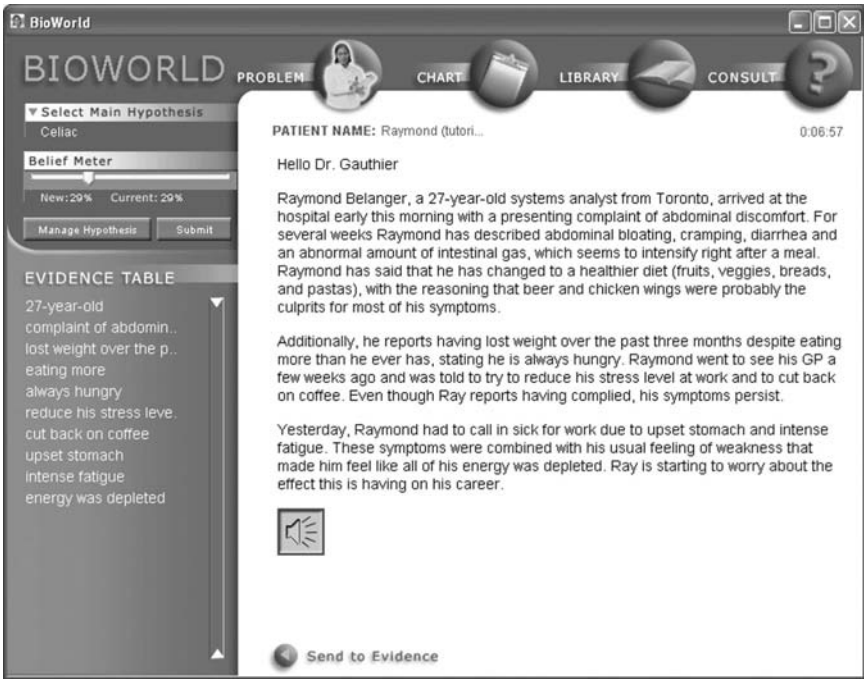 BioWorld
BIOWORLD
PROBLEM
CHART
LIBRARY
CONSULT
?
▼ Select Main Hypothesis
Celiac
Belief Meter
New:29% Current: 29%
Manage Hypothesis
Submit
EVIDENCE TABLE
27-year-old
complaint of abdomin..
lost weight over the p..
eating more
always hungry
reduce his stress leve.
cut back on coffee
upset stomach
intense fatigue
energy was depleted
PATIENT NAME: Raymond (tutori...
0:06:57
Hello Dr. Gauthier
Raymond Belanger, a 27-year-old systems analyst from Toronto, arrived at the
hospital early this morning with a presenting complaint of abdominal discomfort. For
several weeks Raymond has described abdominal bloating, cramping, diarrhea and
an abnormal amount of intestinal gas, which seems to intensify right after a meal.
Raymond has said that he has changed to a healthier diet (fruits, veggies, breads,
and pastas), with the reasoning that beer and chicken wings were probably the
culprits for most of his symptoms.
Additionally, he reports having lost weight over the past three months despite eating
more than he ever has, stating he is always hungry. Raymond went to see his GP a
few weeks ago and was told to try to reduce his stress level at work and to cut back
on coffee. Even though Ray reports having complied, his symptoms persist.
Yesterday, Raymond had to call in sick for work due to upset stomach and intense
fatigue. These symptoms were combined with his usual feeling of weakness that
made him feel like all of his energy was depleted. Ray is starting to worry about the
effect this is having on his career.
Send to Evidence